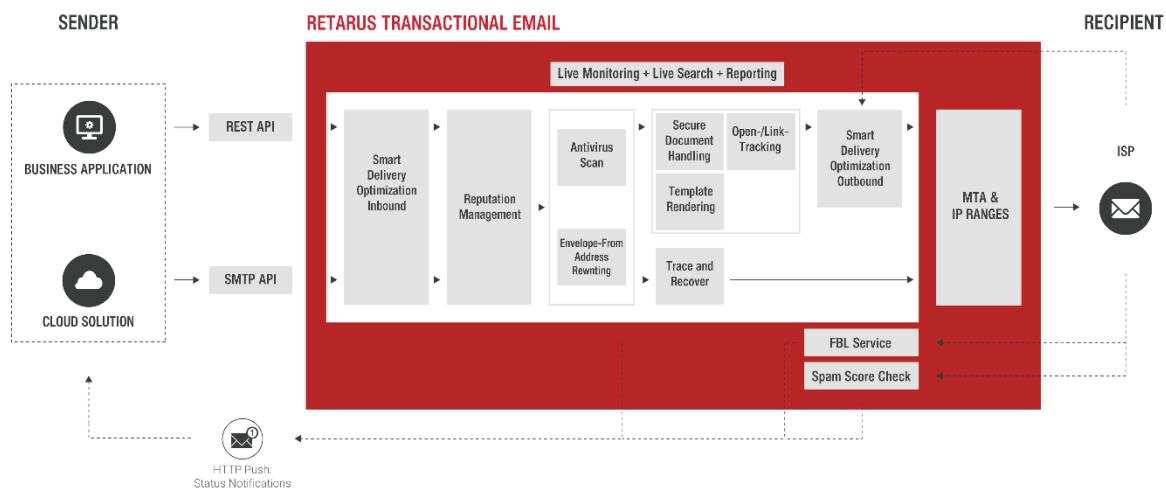 SENDER
RETARUS TRANSACTIONAL EMAIL
RECIPIENT
Live Monitoring + Live Search + Reporting
BUSINESS APPLICATION
REST API
CLOUD SOLUTION
SMTP API
Smart
Delivery
Optimization
Inbound
Reputation
Management
Antivirus
Scan
Envelope-From
Address
Rewnting
Secure
Document
Handling
Open-/Link-
Tracking
Template
Rendering
Trace and
Recover
Smart
Delivery
Optimization
Outbound
MTA &
IP RANGES
ISP
FBL Service
Spam Score Check
1
HTTP Push:
Status Notifications